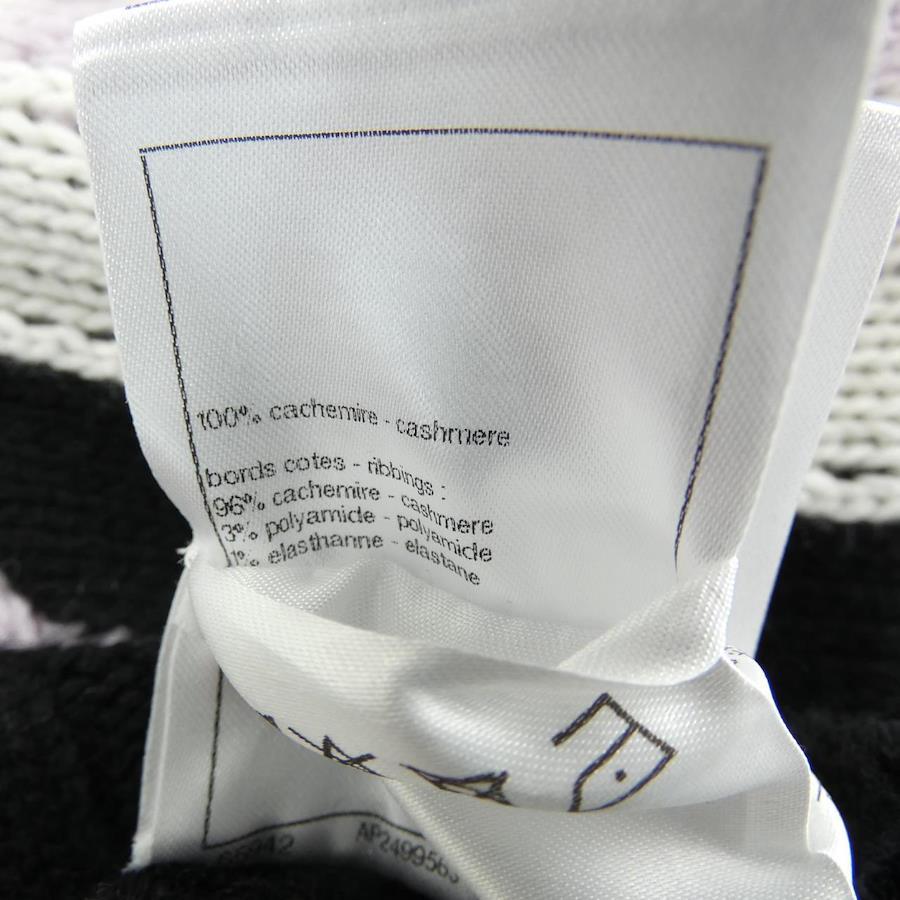 100% cachemire - cashmere
bords cotes - ribbings :
96% cachemire - cashmere
3% polyamide - polyamide
1% elasthanne - elastane